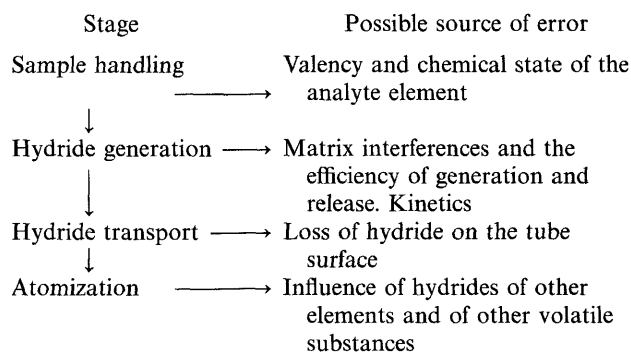 Stage Possible source of error
Sample handling Valency and chemical state of the
analyte element
Hydride generation Matrix interferences and the
efficiency of generation and
release. Kinetics
Hydride transport Loss of hydride on the tube
surface
Atomization Influence of hydrides of other
elements and of other volatile
substances